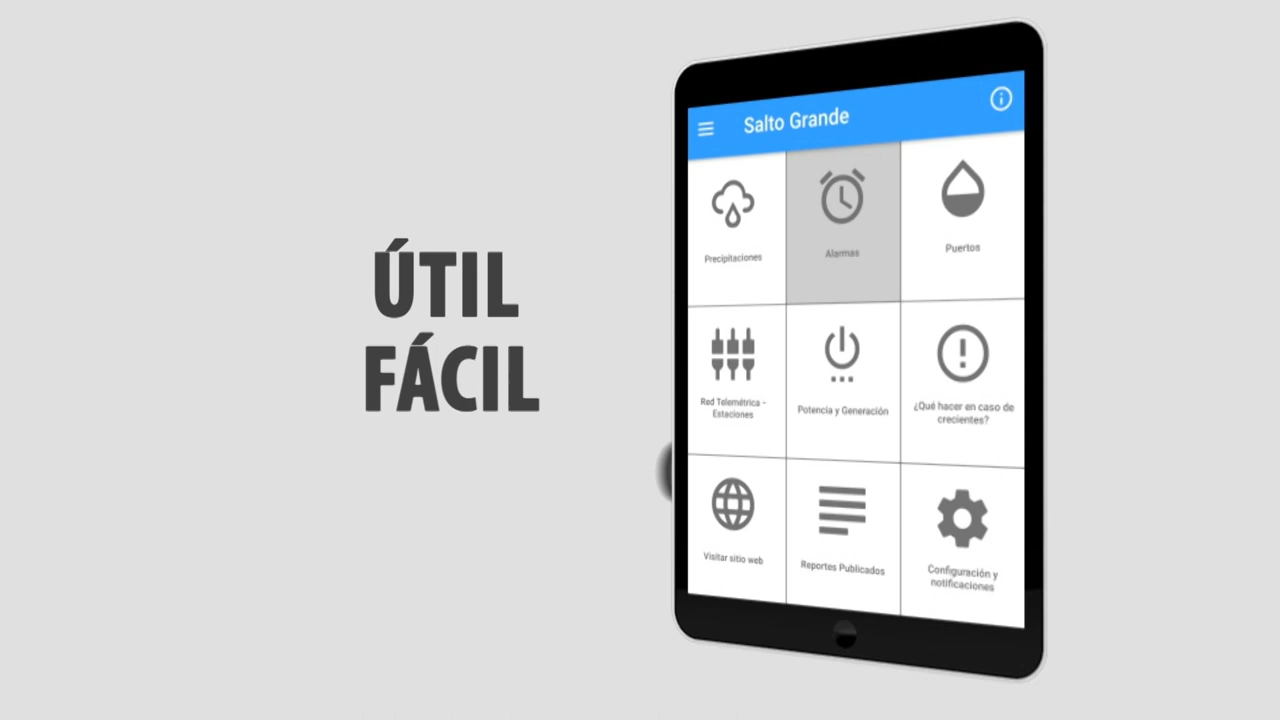 ÚTIL
FÁCIL
Salto Grande
Precipitaciones
Alarmas
Puertos
Red Telemétrica -
Estaciones
Potencia y Generación
¿Qué hacer en caso de
crecientes?
Visitar sitio web
Reportes Publicados
Configuración y
notificaciones